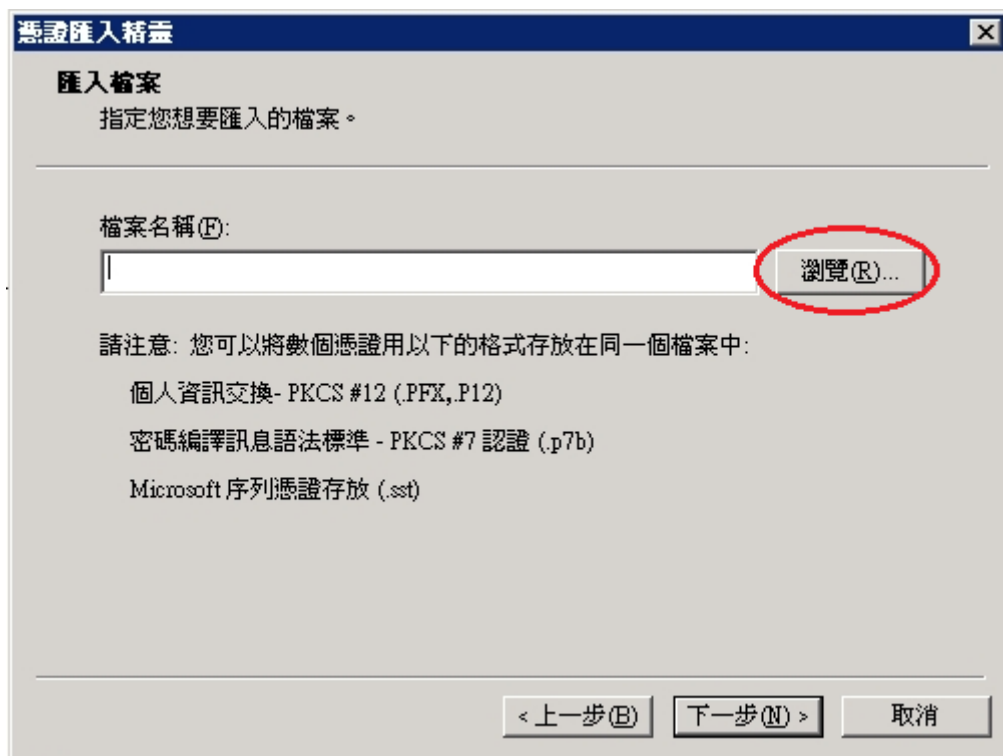 憑證匯入精靈
匯入檔案
指定您想要匯入的檔案。
檔案名稱(F):
瀏覽(R)...
請注意: 您可以將數個憑證用以下的格式存放在同一個檔案中:
個人資訊交換- PKCS #12 (.PFX,.P12)
密碼編譯訊息語法標準 - PKCS #7 認證 (.p7b)
Microsoft 序列憑證存放 (.sst)
< 上一步(B)
下一步(N) >
取消